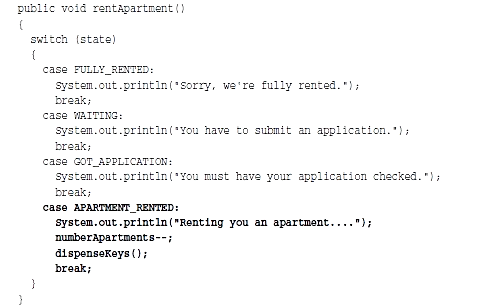 public void rentApartment()
{
  switch (state)
  {
    case FULLY_RENTED:
      System.out.println("Sorry, we're fully rented.");
      break;
    case WAITING:
      System.out.println("You have to submit an application.");
      break;
    case GOT_APPLICATION:
      System.out.println("You must have your application checked.");
      break;
    case APARTMENT_RENTED:
      System.out.println("Renting you an apartment....");
      numberApartments--;
      dispenseKeys();
      break;
  }
}